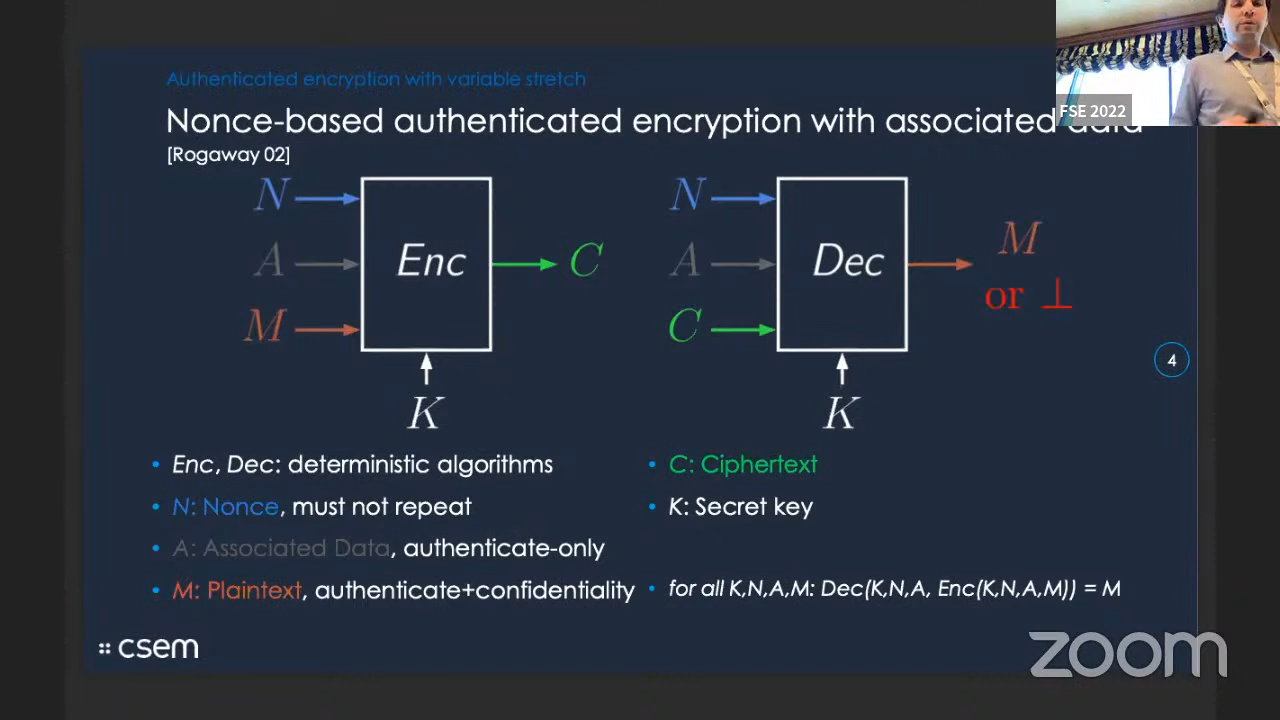 Authenticated encryption with variable stretch
Nonce-based authenticated encryption with associated data
[Rogaway 02]
FSE 2022
N
A
M
Enc
C
K
N
A
C
Dec
M
or ⊥
K
4
• Enc, Dec: deterministic algorithms
• N: Nonce, must not repeat
• A: Associated Data, authenticate-only
• M: Plaintext, authenticate+confidentiality
• C: Ciphertext
• K: Secret key
• for all K,N,A,M: Dec(K,N,A, Enc(K,N,A,M)) = M
csem
zoom